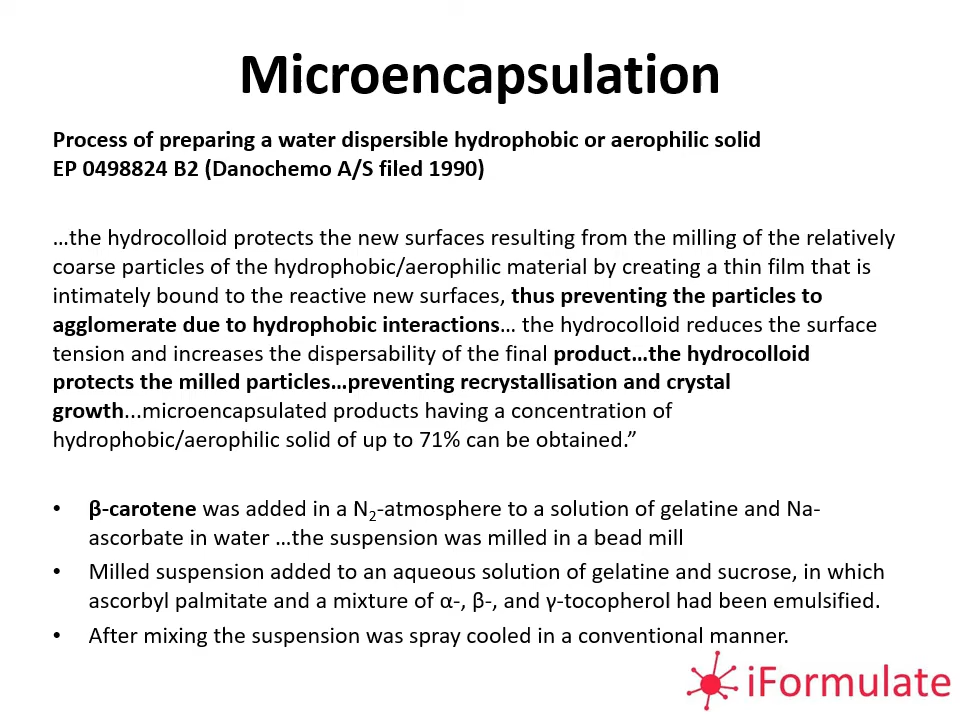 Microencapsulation
Process of preparing a water dispersible hydrophobic or aerophilic solid
EP 0498824 B2 (Danochemo A/S filed 1990)
…the hydrocolloid protects the new surfaces resulting from the milling of the relatively
coarse particles of the hydrophobic/aerophilic material by creating a thin film that is
intimately bound to the reactive new surfaces, thus preventing the particles to
agglomerate due to hydrophobic interactions… the hydrocolloid reduces the surface
tension and increases the dispersability of the final product…the hydrocolloid
protects the milled particles…preventing recrystallisation and crystal
growth...microencapsulated products having a concentration of
hydrophobic/aerophilic solid of up to 71% can be obtained.”
• β-carotene was added in a N₂-atmosphere to a solution of gelatine and Na-
ascorbate in water …the suspension was milled in a bead mill
• Milled suspension added to an aqueous solution of gelatine and sucrose, in which
ascorbyl palmitate and a mixture of α-, β-, and γ-tocopherol had been emulsified.
• After mixing the suspension was spray cooled in a conventional manner.
iFormulate